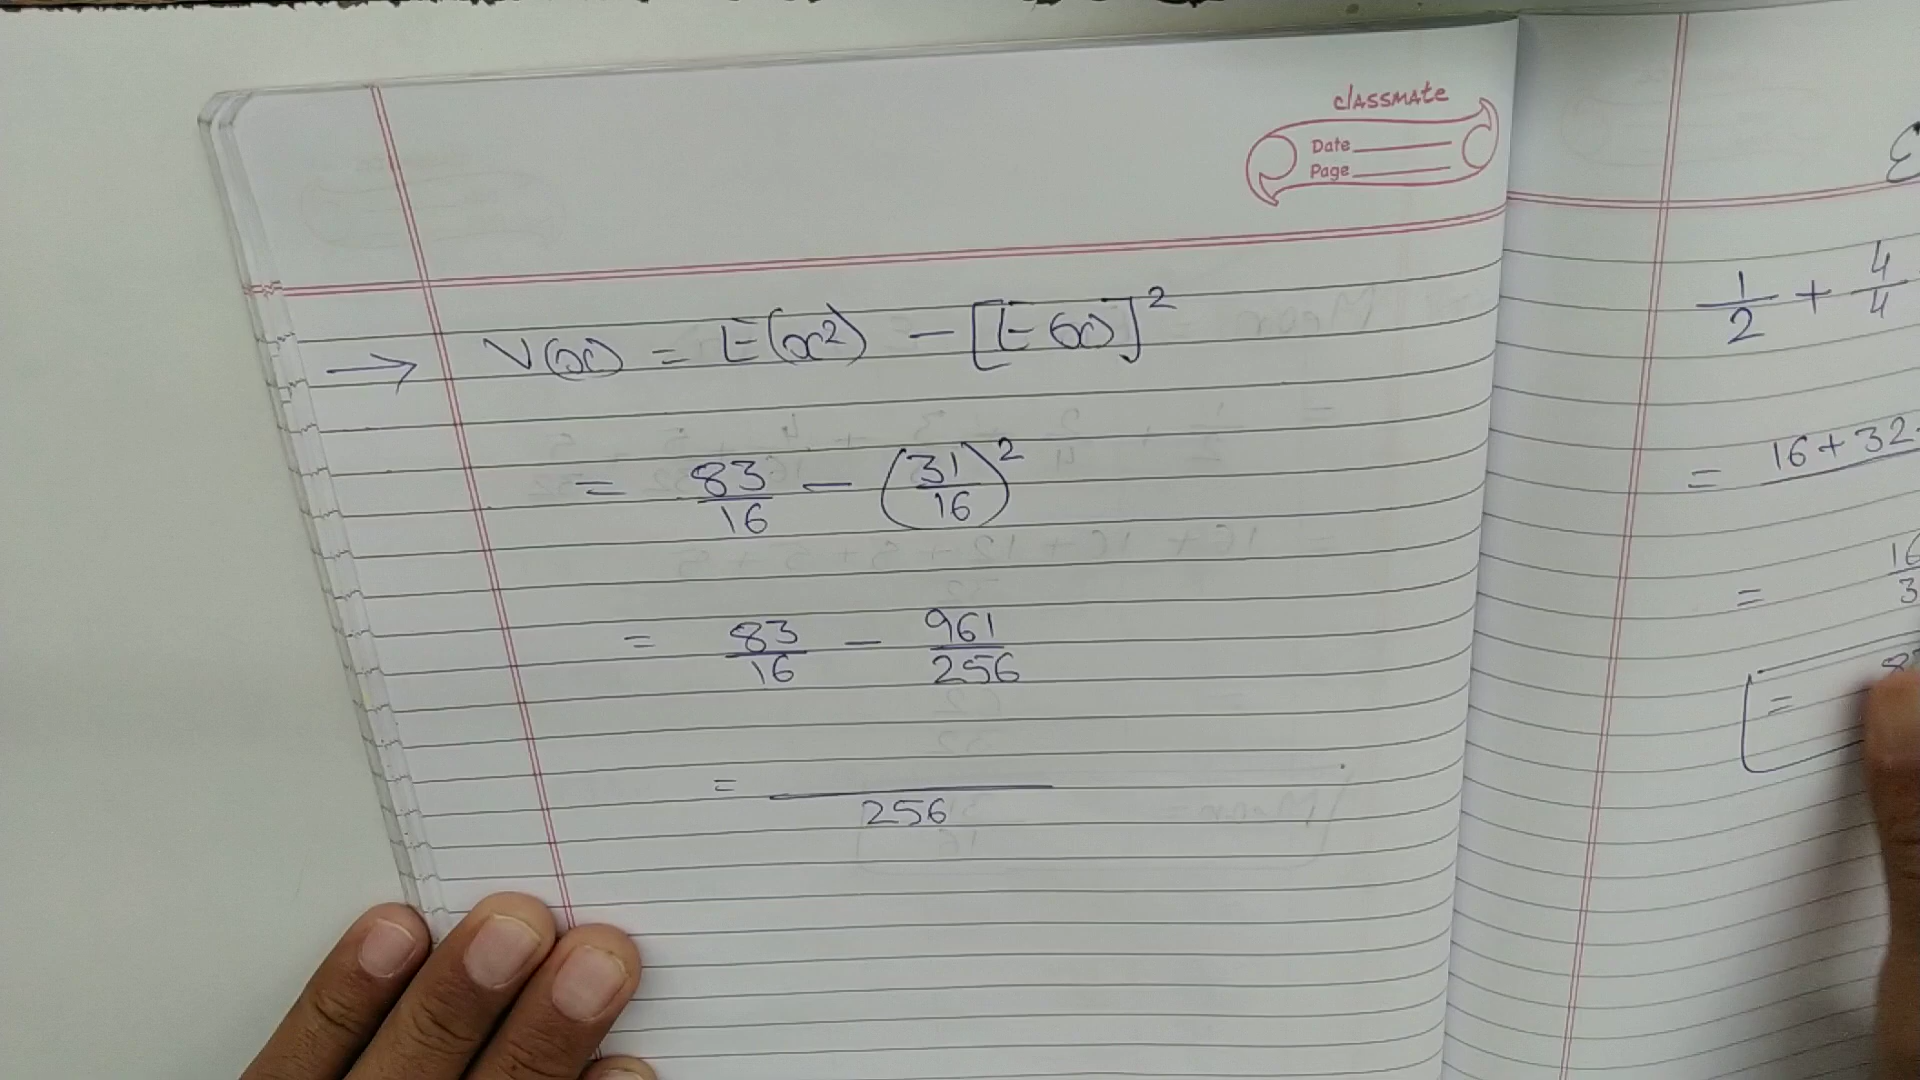 classmate
Date
Page
→ V(x) = E(x²) - [E(x)]²
= 83/16 - (31/16)²
= 83/16 - 961/256
= /256
1/2 + 4/4
= 16+32
=
=